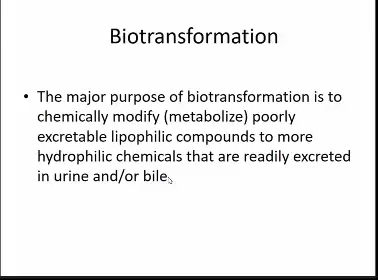 Biotransformation
• The major purpose of biotransformation is to
chemically modify (metabolize) poorly
excretable lipophilic compounds to more
hydrophilic chemicals that are readily excreted
in urine and/or bile